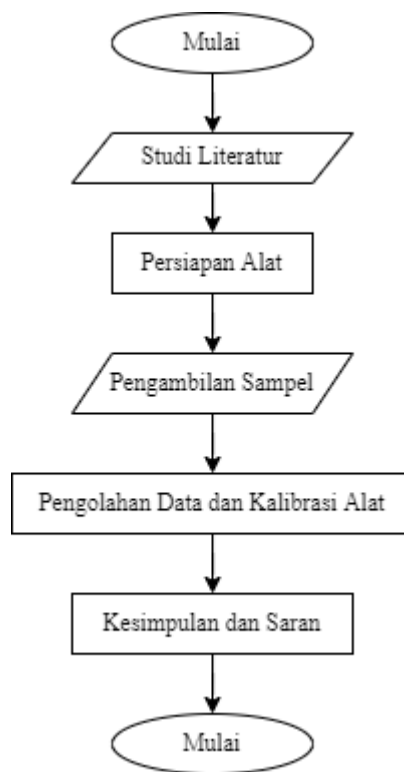 Mulai
Studi Literatur
Persiapan Alat
Pengambilan Sampel
Pengolahan Data dan Kalibrasi Alat
Kesimpulan dan Saran
Mulai